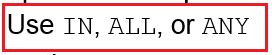 Use IN, ALL, or ANY